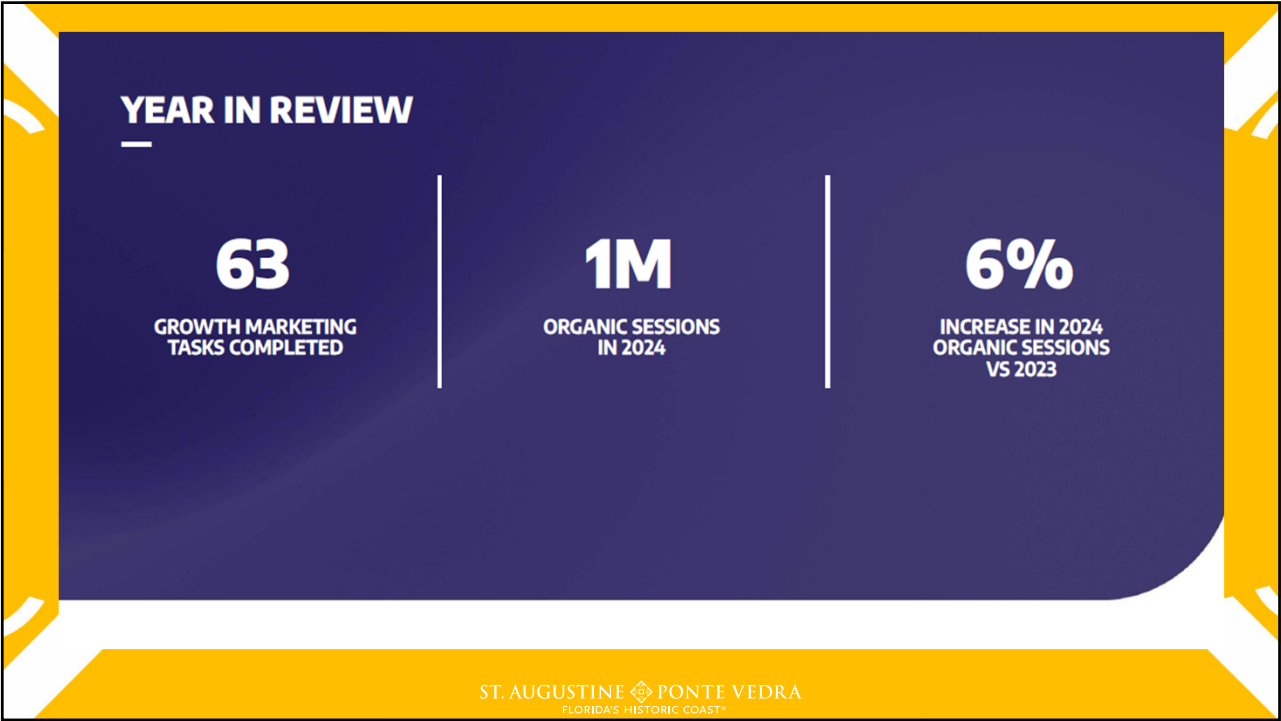 YEAR IN REVIEW
63
GROWTH MARKETING
TASKS COMPLETED
1M
ORGANIC SESSIONS
IN 2024
6%
INCREASE IN 2024
ORGANIC SESSIONS
VS 2023
ST. AUGUSTINE PONTE VEDRA
FLORIDA'S HISTORIC COAST®